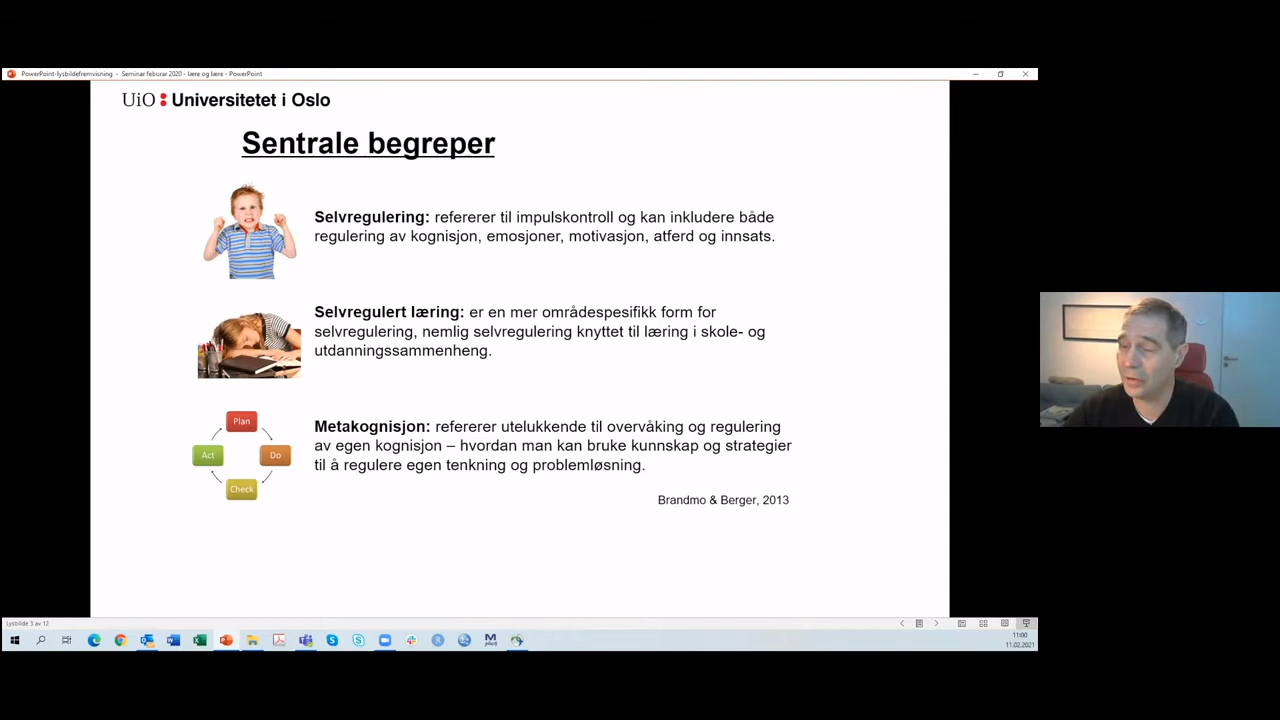 PowerPoint-lysbildefremvisning - Seminar feburar 2020 - lære og lære - PowerPoint
UiO Universitetet i Oslo
Sentrale begreper
Selvregulering: refererer til impulskontroll og kan inkludere både
regulering av kognisjon, emosjoner, motivasjon, atferd og innsats.
Selvregulert læring: er en mer områdespesifikk form for
selvregulering, nemlig selvregulering knyttet til læring i skole- og
utdanningssammenheng.
Plan
Act
Do
Check
Metakognisjon: refererer utelukkende til overvåking og regulering
av egen kognisjon – hvordan man kan bruke kunnskap og strategier
til å regulere egen tenkning og problemløsning.
Brandmo & Berger, 2013
Lysbilde 3 av 12
11:00
11.02.2021